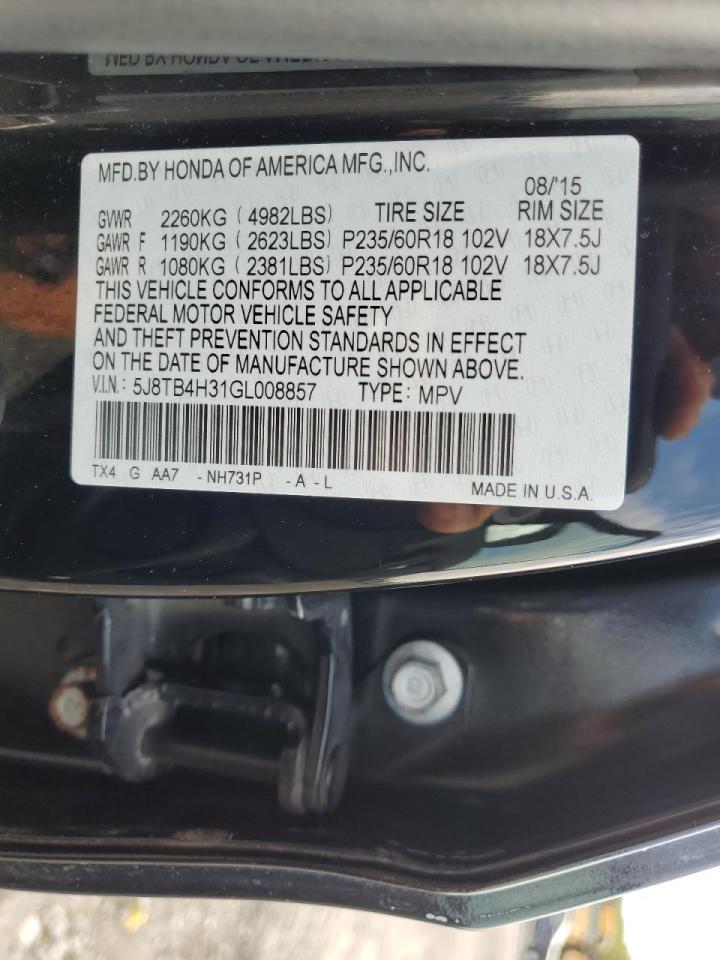 MFD.BY HONDA OF AMERICA MFG.,INC.
08/'15
GVWR 2260KG ( 4982LBS) TIRE SIZE RIM SIZE
GAWR F 1190KG ( 2623LBS) P235/60R18 102V 18X7.5J
GAWR R 1080KG ( 2381LBS) P235/60R18 102V 18X7.5J
THIS VEHICLE CONFORMS TO ALL APPLICABLE
FEDERAL MOTOR VEHICLE SAFETY
AND THEFT PREVENTION STANDARDS IN EFFECT
ON THE DATE OF MANUFACTURE SHOWN ABOVE.
V.I.N.: 5J8TB4H31GL008857 TYPE: MPV
TX4 G AA7 -NH731P -A-L
MADE IN U.S.A.